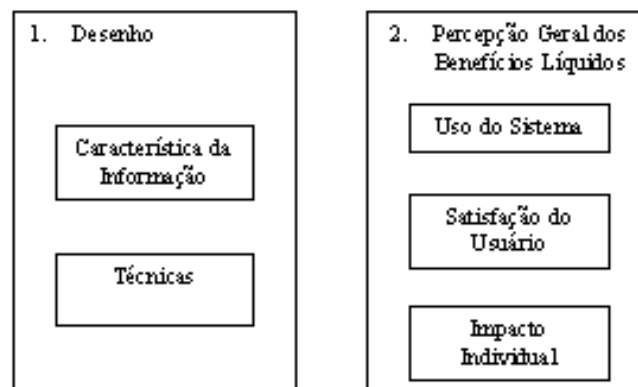 1. Desenho
Característica da
Informação
Técnicas
2. Percepção Geral dos
Benefícios Líquidos
Uso do Sistema
Satisfação do
Usuário
Impacto
Individual